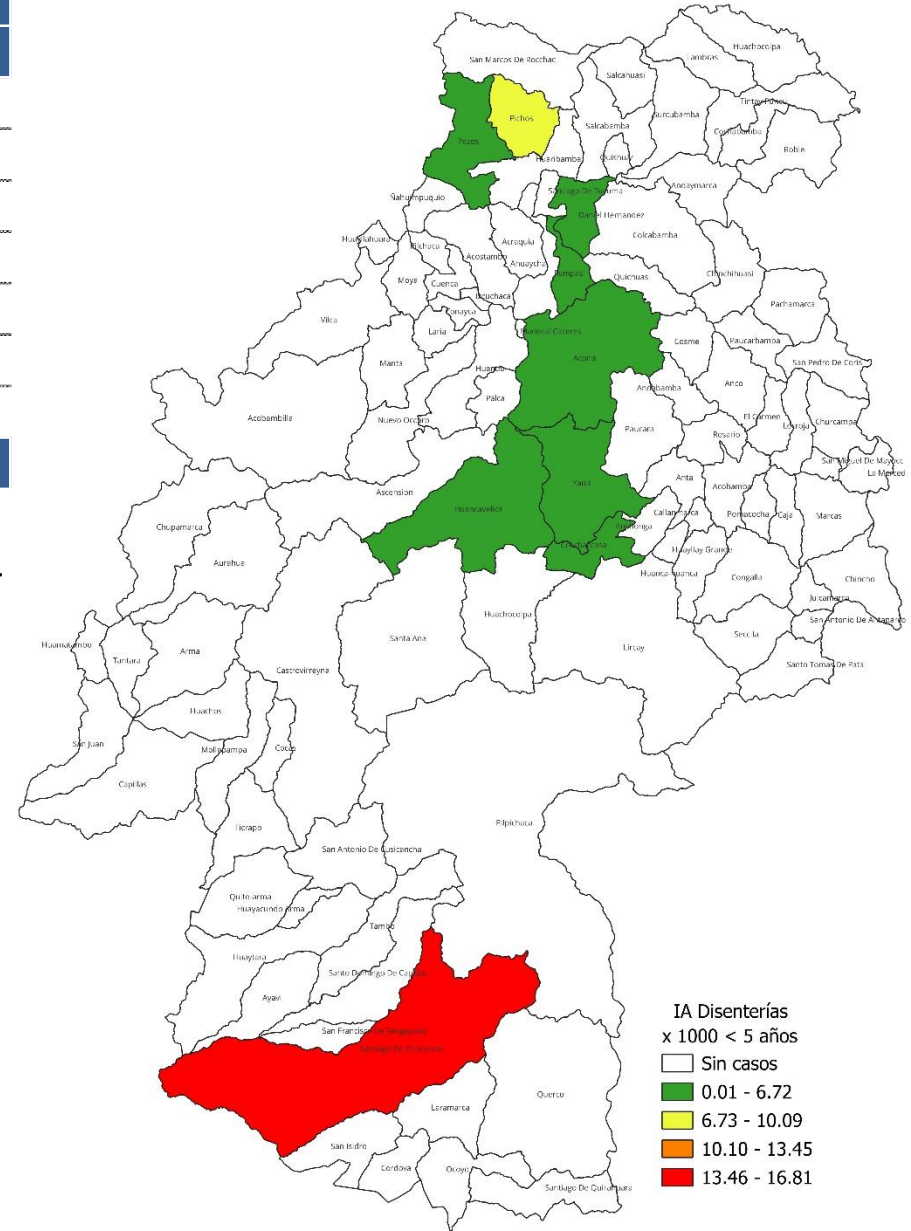 Huachocolpa
Lambras
San Marcos De Rocchac
Salcahuasi
Tintay Puncu
Surcubamba
Pichos
Salcabamba
Cochabamba
Pazos
Roble
Huaribamba
Quishuar
Andaymarca
Ñahuimpuquio
Santiago De Tucuma
Daniel Hernandez
Colcabamba
Huayllahuara
Pilchaca
Acraquia
Acostambo
Ahuaycha
Pampas
Quichuas
Chinchihuasi
Moya
Cuenca
Izcuchaca
Conayca
Pachamarca
Vilca
Laria
Mariscal Caceres
Cosme
Paucarbamba
Acoria
San Pedro De Coris
Manta
Huando
Andabamba
Anco
Palca
Acobambilla
Nuevo Occoro
Paucara
El Carmen
Locroja
Churcampa
Rosario
San Miguel De Mayocc
La Merced
Ascension
Yauli
Anta
Acobamba
Huancavelica
Callanmarca
Pomacocha
Caja
Marcas
Chupamarca
Anchonga
Ccochaccasa
Huayllay Grande
Aurahua
Huanca-huanca
Congalla
Chincho
Julcamarca
Huachocolpa
San Antonio De Antaparco
Huamatambo
Santa Ana
Lircay
Secclla
Arma
Tantara
Castrovirreyna
Santo Tomas De Pata
Huachos
San Juan
Mollepampa
Cocas
Capillas
Pilpichaca
Ticrapo
San Antonio De Cusicancha
Quito-arma
Huayacundo Arma
Tambo
Huaytara
Santo Domingo De Capillas
Ayavi
San Francisco De Sangayaico
Santiago De Chocorvos
Querco
Laramarca
San Isidro
Cordova
Ocoyo
Santiago De Quirahuara
IA Disenterías
x 1000 < 5 años
Sin casos
0.01 - 6.72
6.73 - 10.09
10.10 - 13.45
13.46 - 16.81